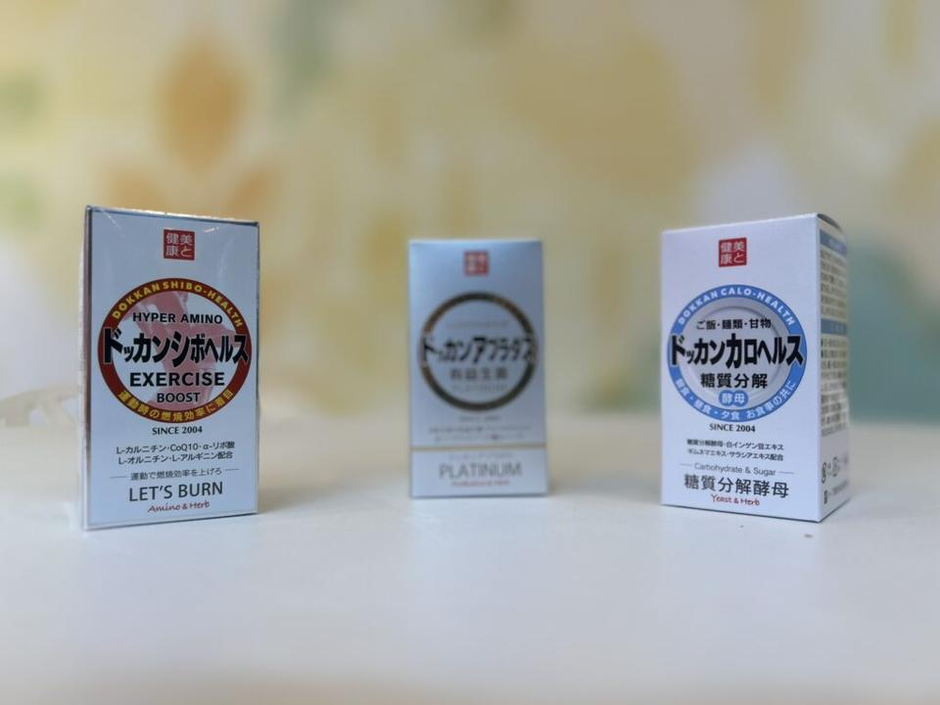 美と
健康
DOKKAN SHIBO-HEALTH
HYPER AMINO
ドッカンシボヘルス
EXERCISE
BOOST
運動時の燃焼効率に着目
SINCE 2004
L-カルニチン・CoQ10・α-リポ酸
L-オルニチン・L-アルギニン配合
運動で燃焼効率を上げろ
LET'S BURN
Amino & Herb
ドッカンアブラダス
PLATINUM
美と
健康
DOKKAN CALO-HEALTH
ご飯・麺類・甘物
ドッカンカロヘルス
糖質分解
酵母
朝食・昼食・夕食 お食事の共に
SINCE 2004
糖質分解酵母・白インゲン豆エキス
ギムネマエキス・サラシアエキス配合
Carbohydrate & Sugar
糖質分解酵母
Yeast & Herb